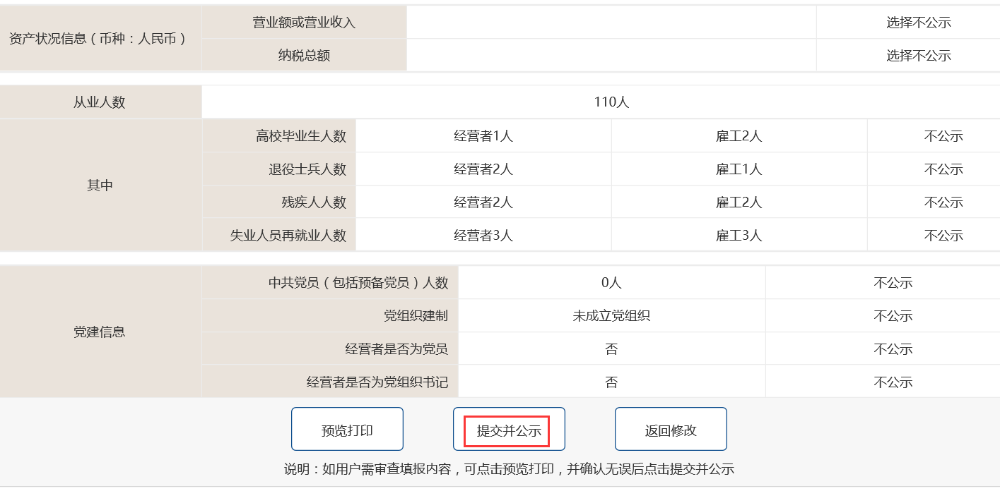 资产状况信息（币种：人民币）
营业额或营业收入 选择不公示
纳税总额 选择不公示
从业人数 110人
其中
高校毕业生人数 经营者1人 雇工2人 不公示
退役士兵人数 经营者2人 雇工1人 不公示
残疾人人数 经营者2人 雇工2人 不公示
失业人员再就业人数 经营者3人 雇工3人 不公示
党建信息
中共党员（包括预备党员）人数 0人 不公示
党组织建制 未成立党组织 不公示
经营者是否为党员 否 不公示
经营者是否为党组织书记 否 不公示
预览打印 提交并公示 返回修改
说明：如用户需审查填报内容，可点击预览打印，并确认无误后点击提交并公示